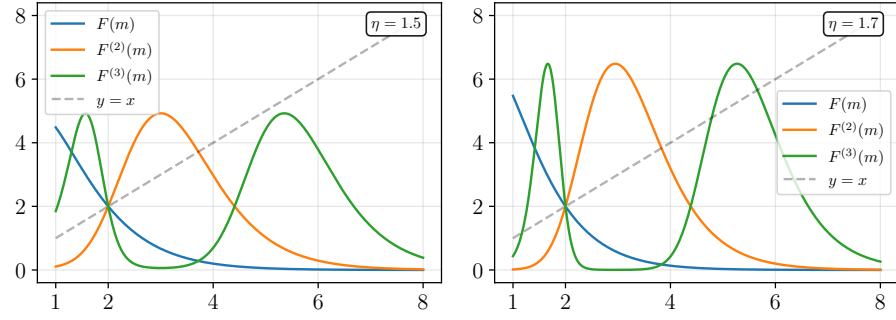 η = 1.5
F(m)
F⁽²⁾(m)
F⁽³⁾(m)
y = x
8
6
4
2
0
1 2 4 6 8
η = 1.7
F(m)
F⁽²⁾(m)
F⁽³⁾(m)
y = x
8
6
4
2
0
1 2 4 6 8